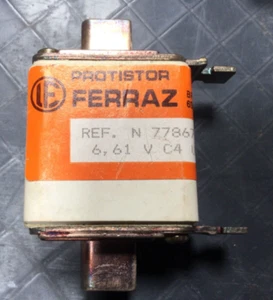 PROTISTOR
FERRAZ
REF. N 7786
6,61 V C4